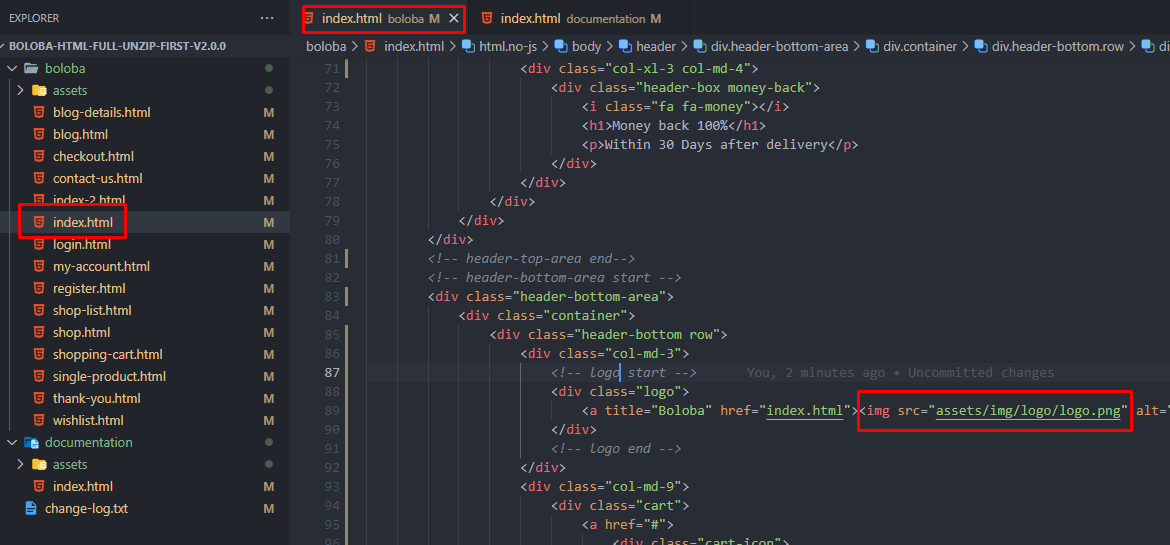 EXPLORER ...
BOLOBA-HTML-FULL-UNZIP-FIRST-V2.0.0
boloba
assets
blog-details.html M
blog.html M
checkout.html M
contact-us.html M
index-2.html M
index.html M
login.html M
my-account.html M
register.html M
shop-list.html M
shop.html M
shopping-cart.html M
single-product.html M
thank-you.html M
wishlist.html M
documentation
assets
index.html M
change-log.txt M
index.html boloba M
index.html documentation M
boloba > index.html > html.no-js > body > header > div.header-bottom-area > div.container > div.header-bottom.row > di
71 <div class="col-xl-3 col-md-4">
72 <div class="header-box money-back">
73 <i class="fa fa-money"></i>
74 <h1>Money back 100%</h1>
75 <p>Within 30 Days after delivery</p>
76 </div>
77 </div>
78 </div>
79 </div>
80 </div>
81 <!-- header-top-area end-->
82 <!-- header-bottom-area start -->
83 <div class="header-bottom-area">
84 <div class="container">
85 <div class="header-bottom row">
86 <div class="col-md-3">
87 <!-- logo start --> You, 2 minutes ago • Uncommitted changes
88 <div class="logo">
89 <a title="Boloba" href="index.html"><img src="assets/img/logo/logo.png" alt="
90 </div>
91 <!-- logo end -->
92 </div>
93 <div class="col-md-9">
94 <div class="cart">
95 <a href="#">
96 <div class="cart-icon">